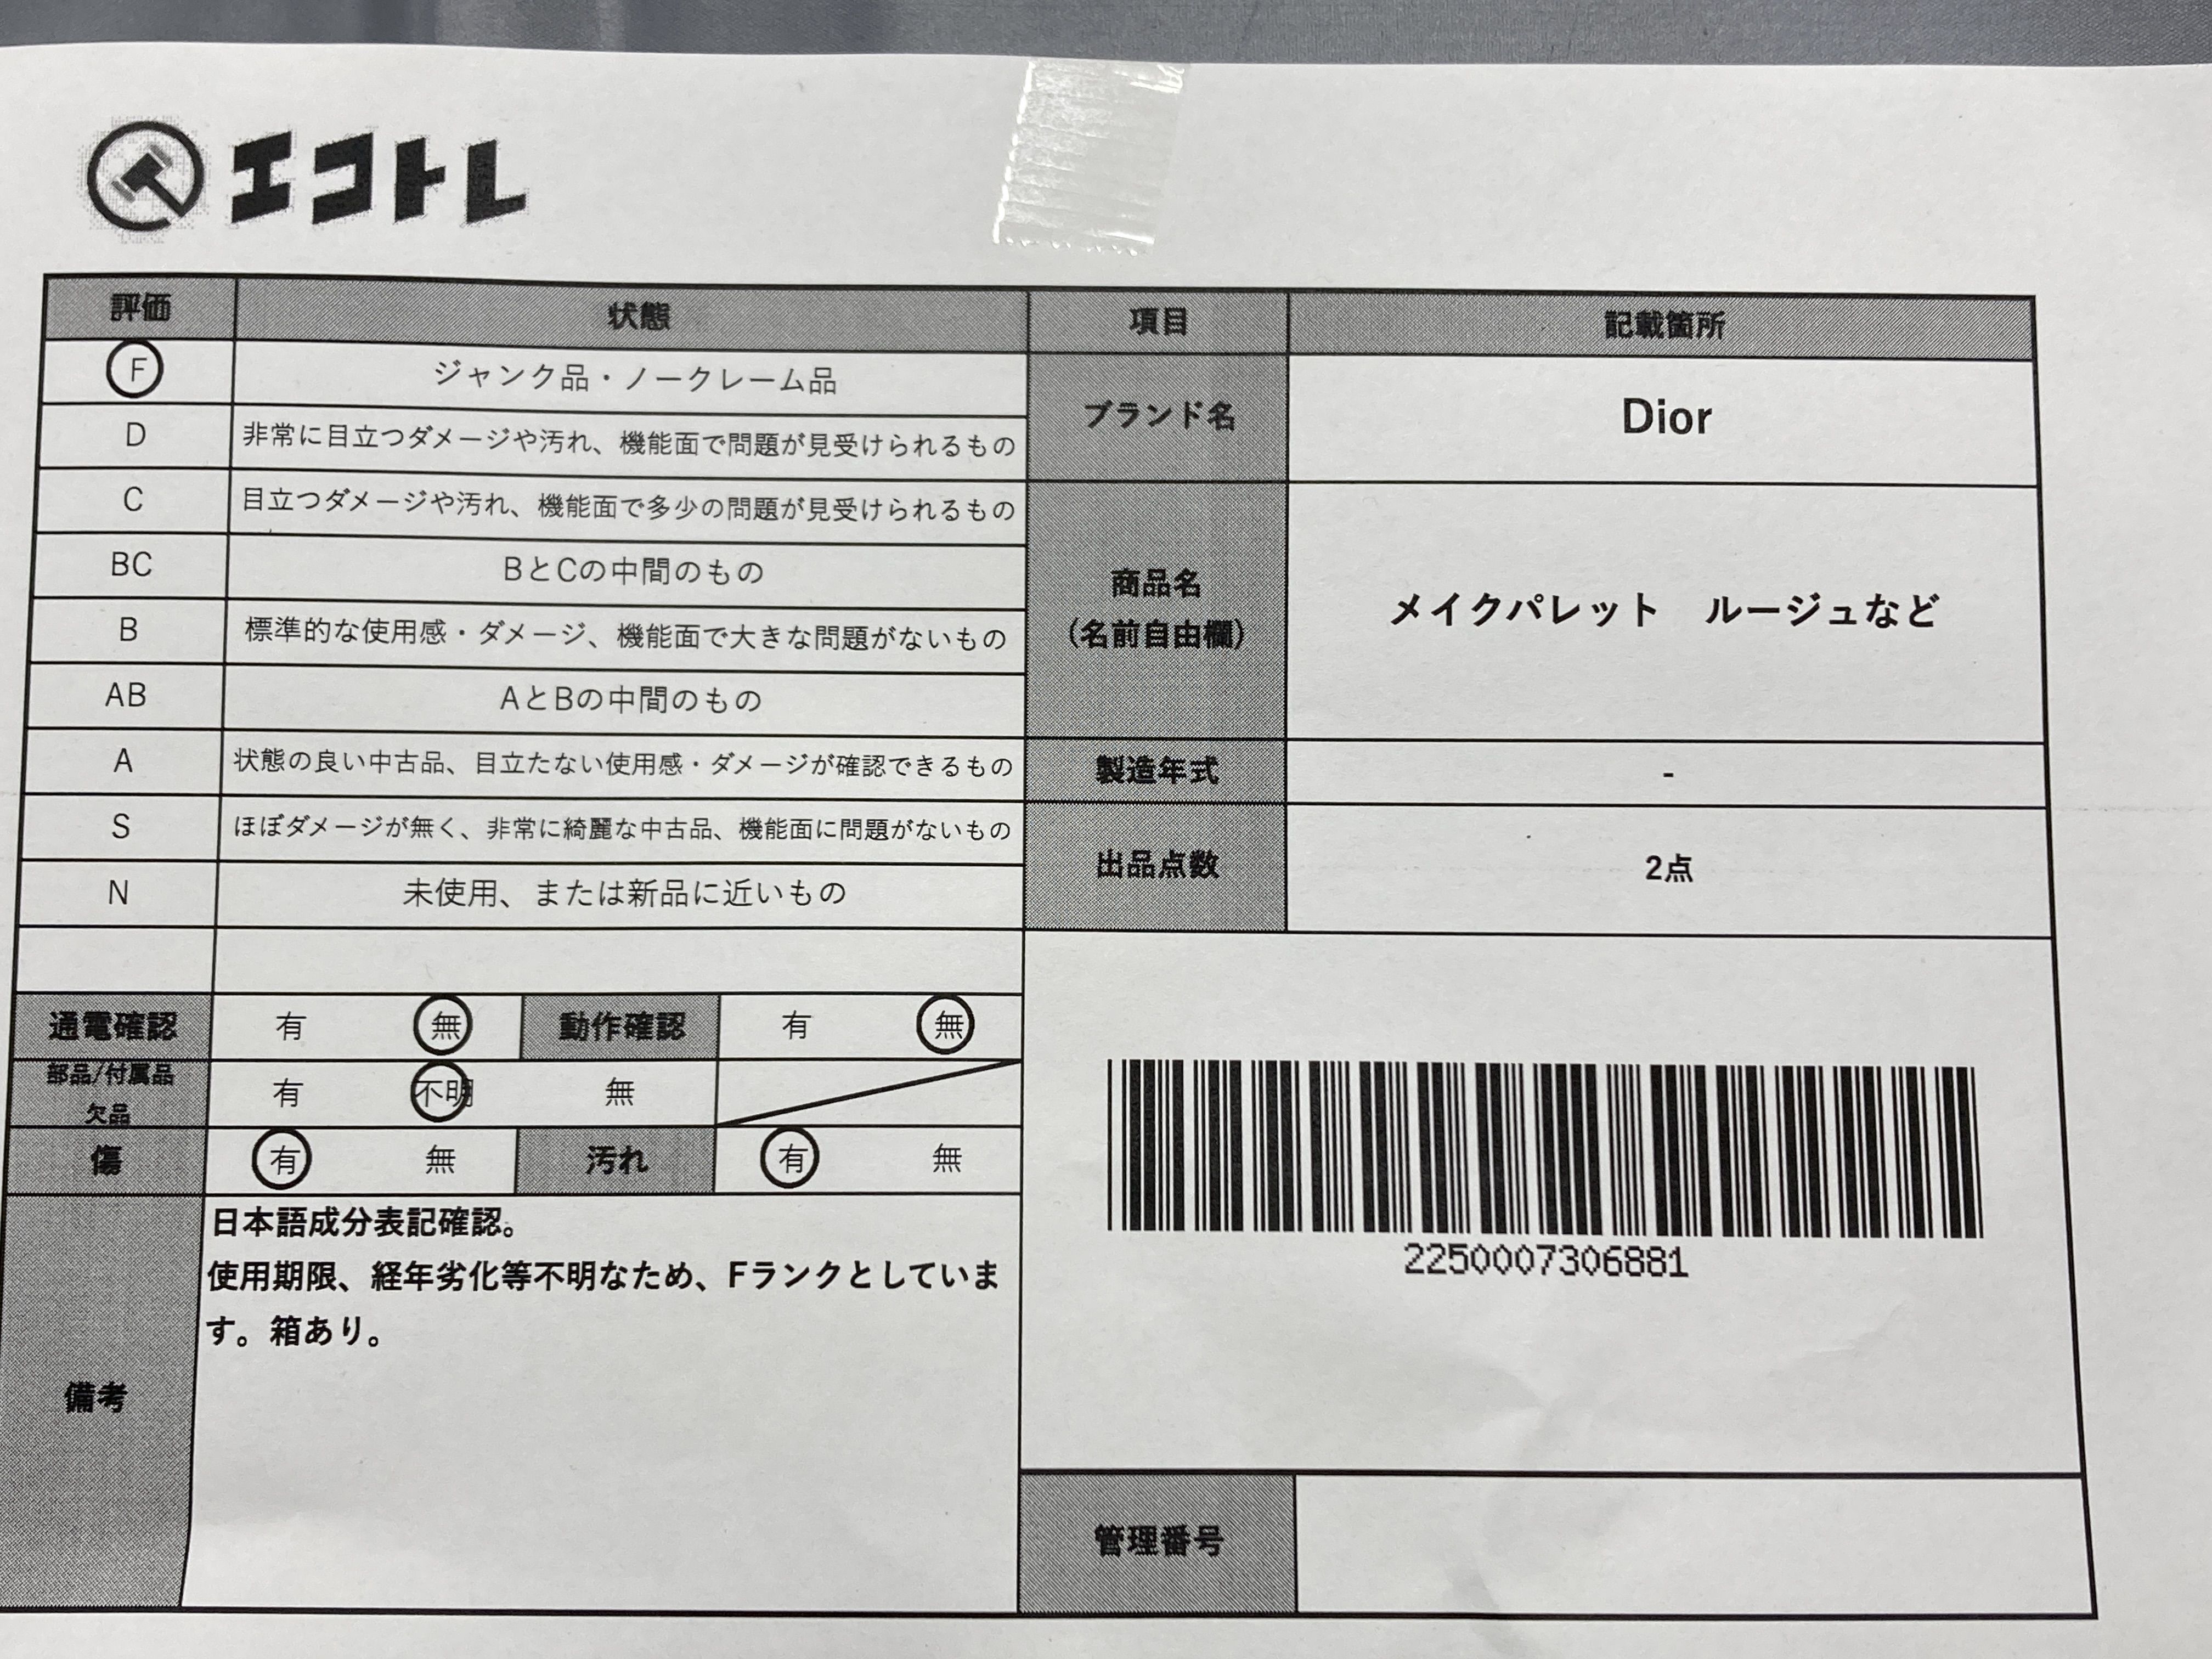 エコトレ
評価 状態 項目 記載箇所
F ジャンク品・ノークレーム品
D 非常に目立つダメージや汚れ、機能面で問題が見受けられるもの
C 目立つダメージや汚れ、機能面で多少の問題が見受けられるもの
BC BとCの中間のもの
B 標準的な使用感・ダメージ、機能面で大きな問題がないもの
AB AとBの中間のもの
A 状態の良い中古品、目立たない使用感・ダメージが確認できるもの
S ほぼダメージが無く、非常に綺麗な中古品、機能面に問題がないもの
N 未使用、または新品に近いもの
ブランド名 Dior
商品名
(名前自由欄)
メイクパレット　ルージュなど
製造年式 -
出品点数 2点
通電確認 有 無 動作確認 有 無
部品/付属品
欠品
有 不明 無
傷 有 無 汚れ 有 無
備考
日本語成分表記確認。
使用期限、経年劣化等不明なため、Fランクとしていま
す。箱あり。
2250007306881
管理番号